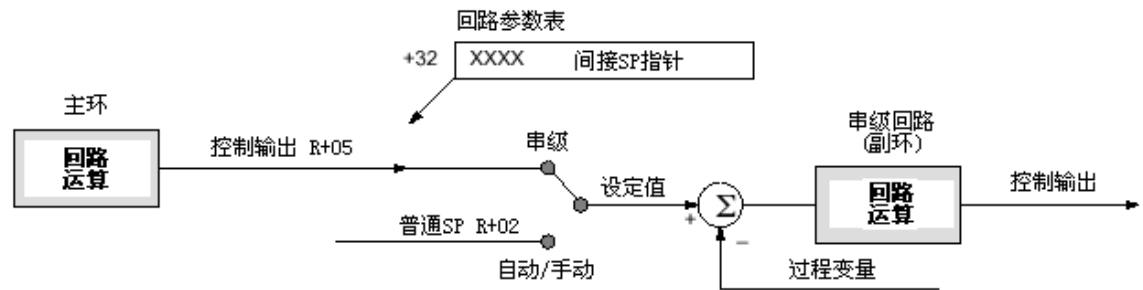 回路参数表
+32 XXXX 间接SP指针
主环
回路
运算
控制输出 R+05
串级
普通SP R+02
自动/手动
设定值
+
Σ
−
串级回路
(副环)
回路
运算
控制输出
过程变量